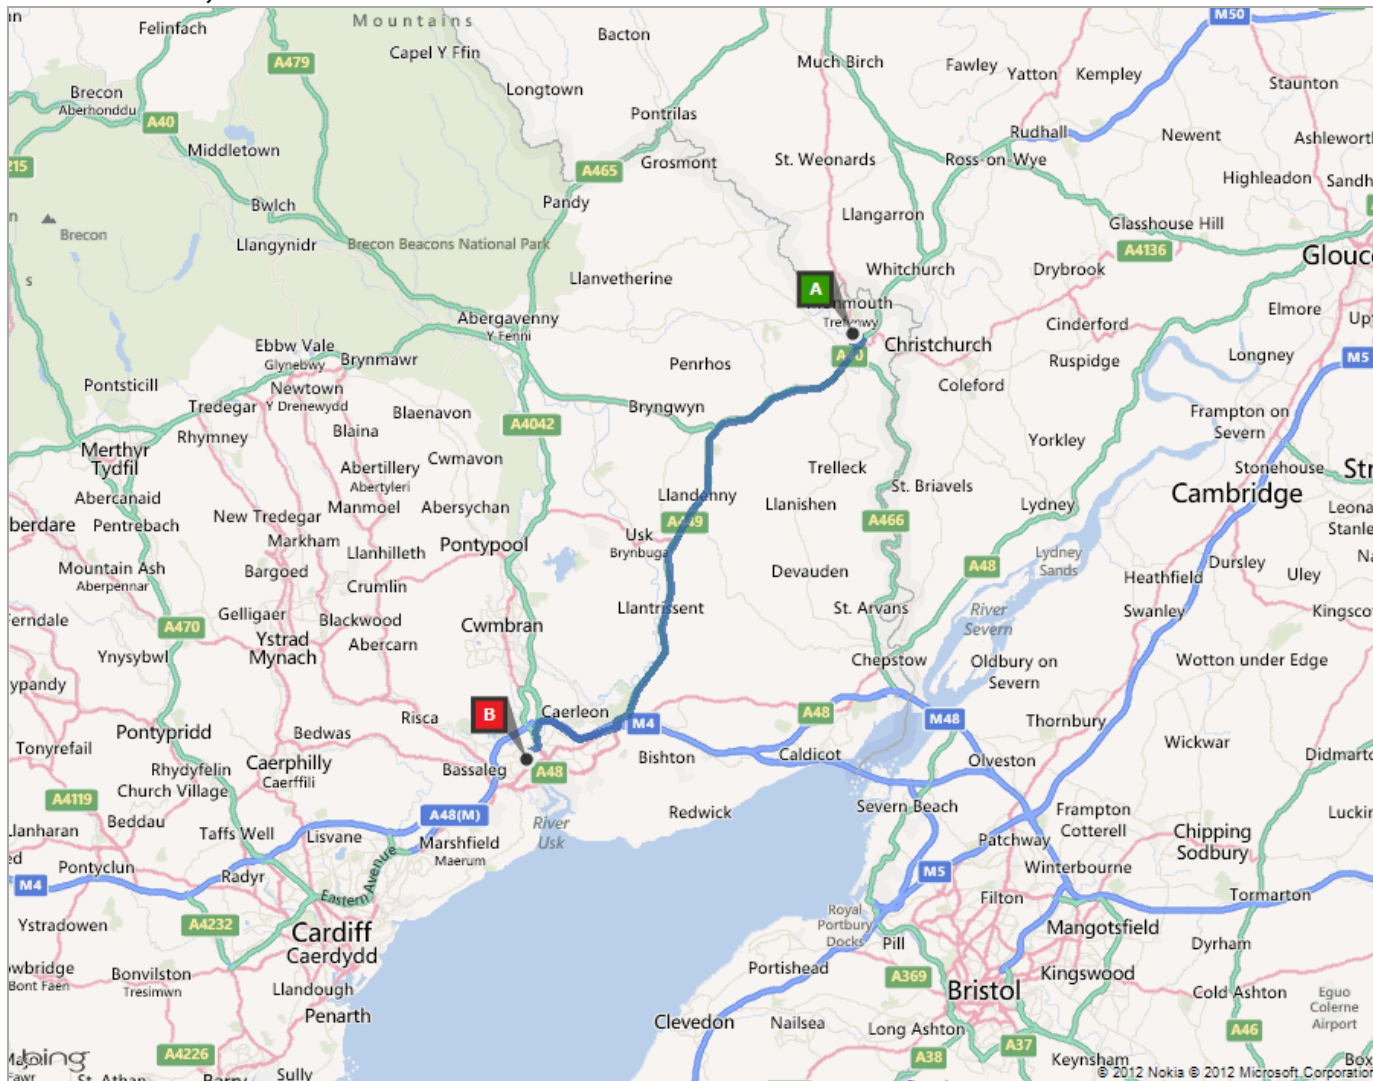 Mountains
M50
Felinfach
Bacton
Capel Y Ffin
A479
Much Birch
Fawley
Yatton
Kempley
Staunton
Longtown
Brecon
Aberhonddu
A40
Pontrilas
Rudhall
Newent
Middletown
Grosmont
St. Weonards
Ross-on-Wye
A465
Highleadon
Bwlch
Pandy
Llangarron
Glasshouse Hill
Brecon
Llangynidr
Brecon Beacons National Park
A4136
Llanvetherine
Whitchurch
Drybrook
A
Trefynwy
Elmore
Abergavenny
Y Fenni
Cinderford
Christchurch
Ebbw Vale
Glynebwy
Brynmawr
Penrhos
Ruspidge
Longney
M5
Pontsticill
Newtown
Y Drenewydd
Coleford
Tredegar
Blaenavon
Bryngwyn
Frampton on
Severn
A4042
Rhymney
Blaina
Yorkley
Merthyr
Tydfil
Cwmavon
Abertillery
Abertyleri
Trelleck
Stonehouse
Abercanaid
Manmoel
Abersychan
Llandenny
Llanishen
St. Briavels
Cambridge
Lydney
Pentrebach
New Tredegar
A466
Markham
Usk
Pontypool
Llanhilleth
Lydney
Sands
Mountain Ash
Aberpennar
Bargoed
Crumlin
Devauden
A48
Heathfield
Dursley
Uley
Gelligaer
Blackwood
Llantrissent
St. Arvans
River
Severn
Swanley
A470
Cwmbran
Ystrad
Mynach
Abercarn
Ynysybwl
Chepstow
Oldbury on
Severn
Wotton under Edge
B
Risca
Caerleon
M4
A48
M48
Thornbury
Pontypridd
Bedwas
Wickwar
Tonyrefail
Caerphilly
Caerffili
Bassaleg
A48
Bishton
Caldicot
Olveston
Rhydyfelin
Church Village
A4119
Beddau
A48(M)
Redwick
Severn Beach
Frampton
Cotterell
Taffs Well
Lisvane
Marshfield
Maerum
River
Usk
Patchway
Chipping
Sodbury
Pontyclun
Radyr
Winterbourne
M4
Eastern Avenue
M5
Filton
Tormarton
Ystradowen
A4232
Cardiff
Caerdydd
Royal
Portbury
Docks
Pill
Mangotsfield
Dyrham
Bonvilston
Tresimwn
Portishead
A369
Kingswood
Llandough
Bristol
Cold Ashton
Eguo
Colerne
Airport
Penarth
Clevedon
Nailsea
Long Ashton
A46
bing
A4226
Sully
A38
A37
Keynsham
© 2012 Nokia © 2012 Microsoft Corporation